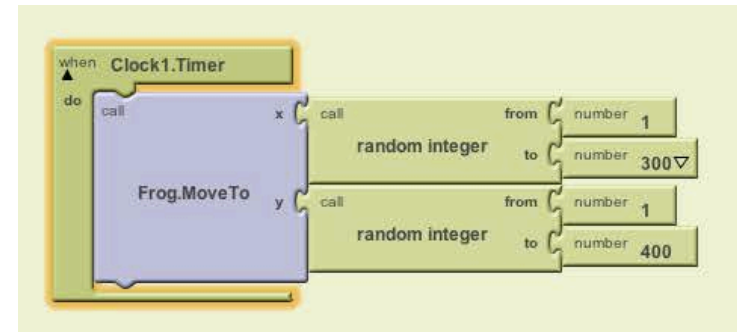 when Clock1.Timer
do
call x call from number 1
random integer
to number 300
Frog.MoveTo
y call from number 1
random integer
to number 400